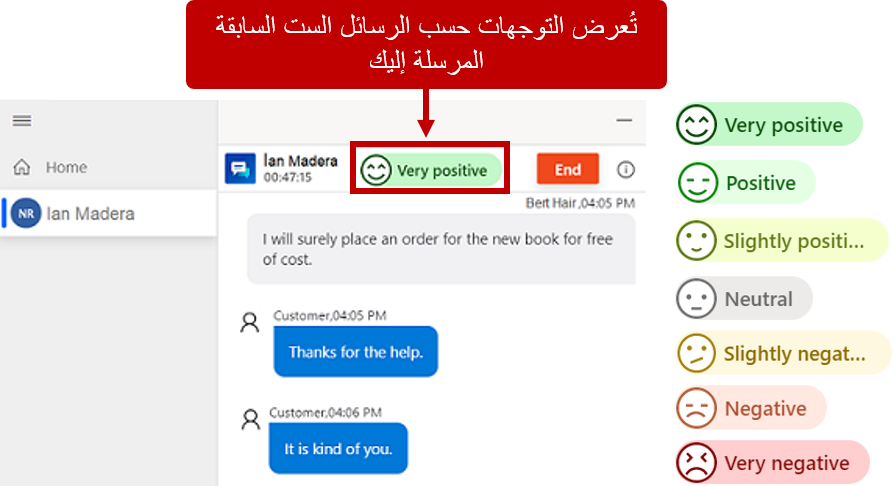 تُعرض التوجهات حسب الرسائل الست السابقة
المرسلة إليك
Home
NR Ian Madera
Ian Madera
00:47:15
Very positive
End
Bert Hair,04:05 PM
I will surely place an order for the new book for free
of cost.
Customer,04:05 PM
Thanks for the help.
Customer,04:06 PM
It is kind of you.
Very positive
Positive
Slightly positi...
Neutral
Slightly negat...
Negative
Very negative